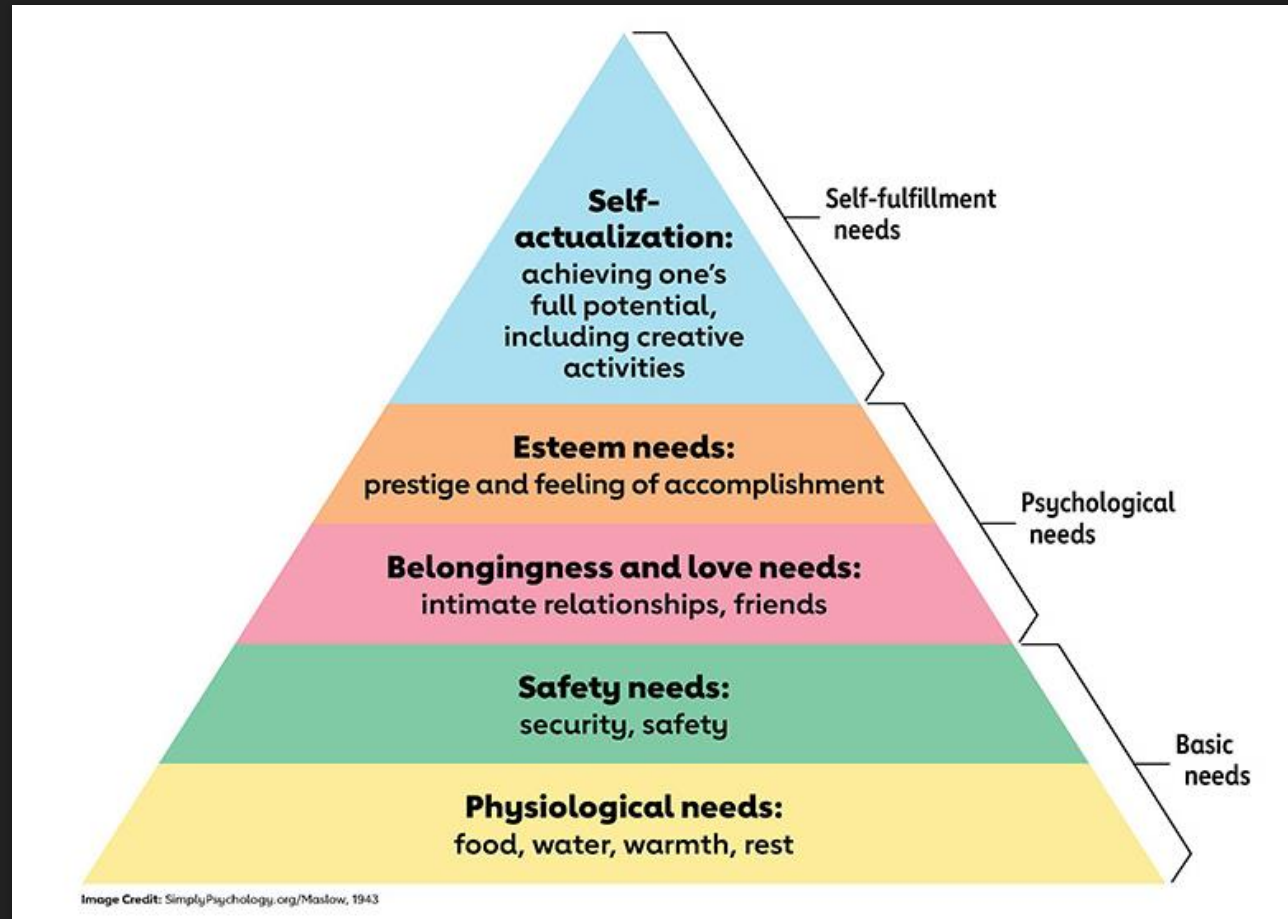 Self-
actualization:
achieving one's
full potential,
including creative
activities
Self-fulfillment
needs
Esteem needs:
prestige and feeling of accomplishment
Psychological
needs
Belongingness and love needs:
intimate relationships, friends
Safety needs:
security, safety
Basic
needs
Physiological needs:
food, water, warmth, rest
Image Credit: SimplyPsychology.org/Maslow, 1943